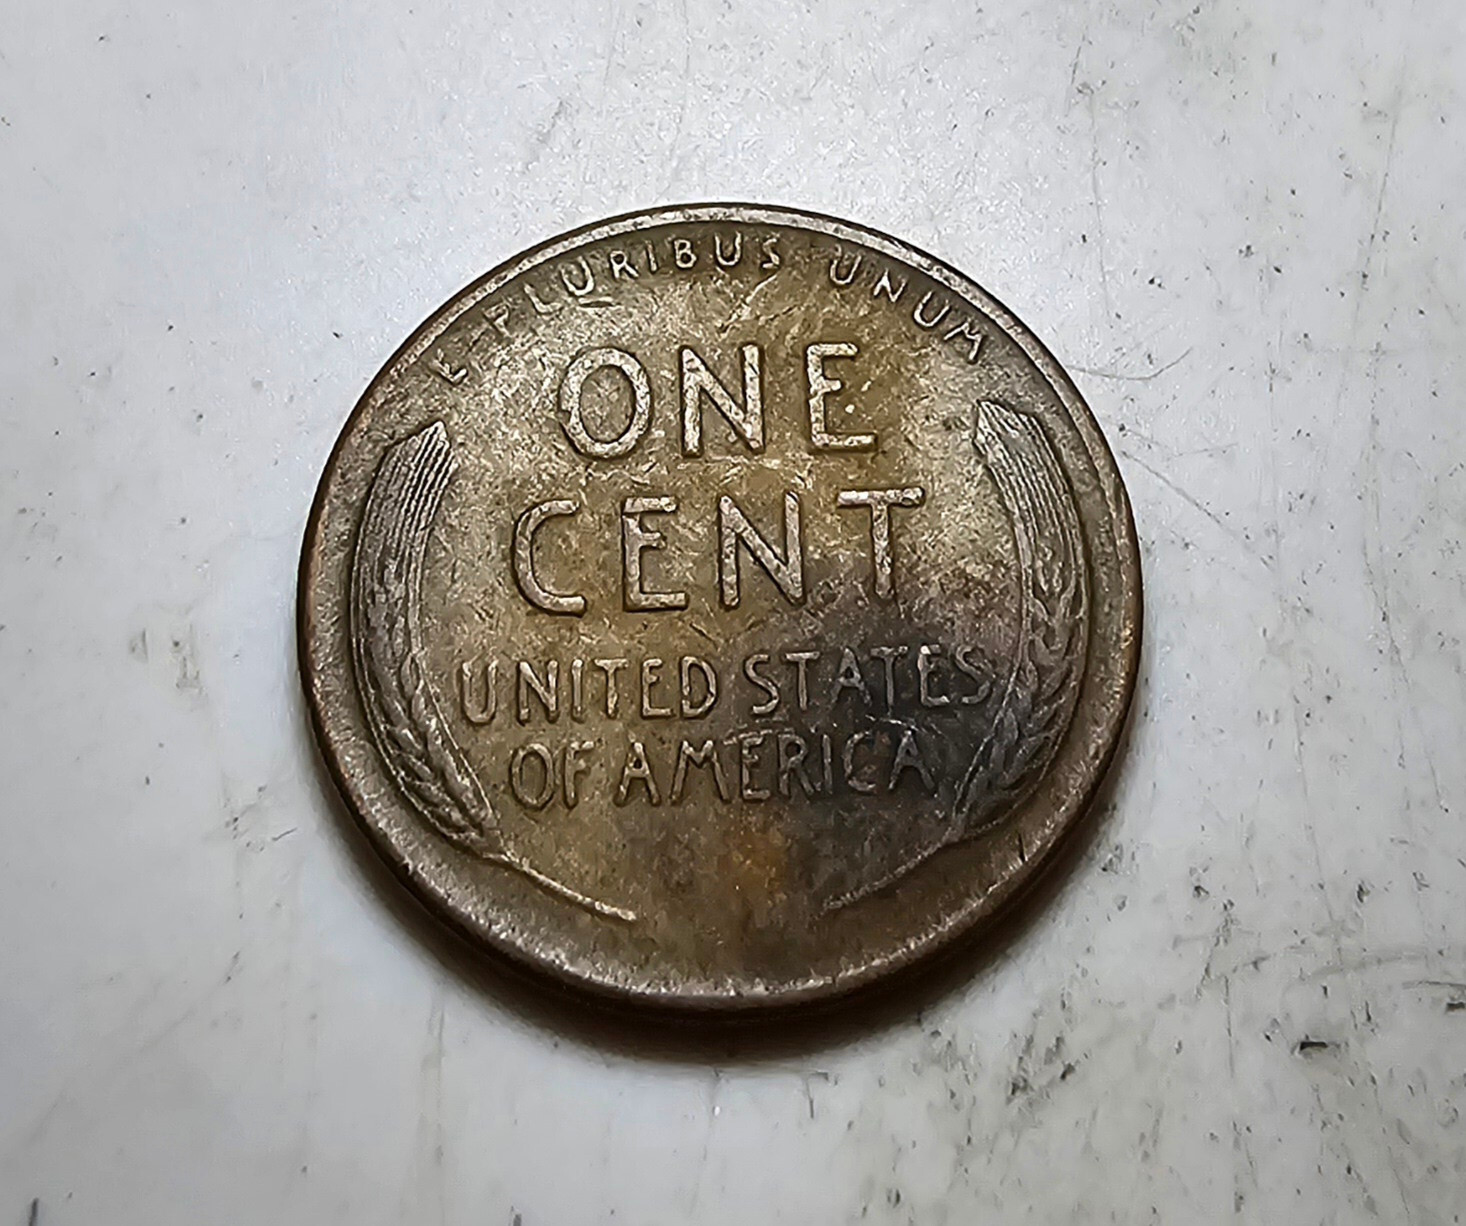 E PLURIBUS UNUM
ONE
CENT
UNITED STATES
OF AMERICA